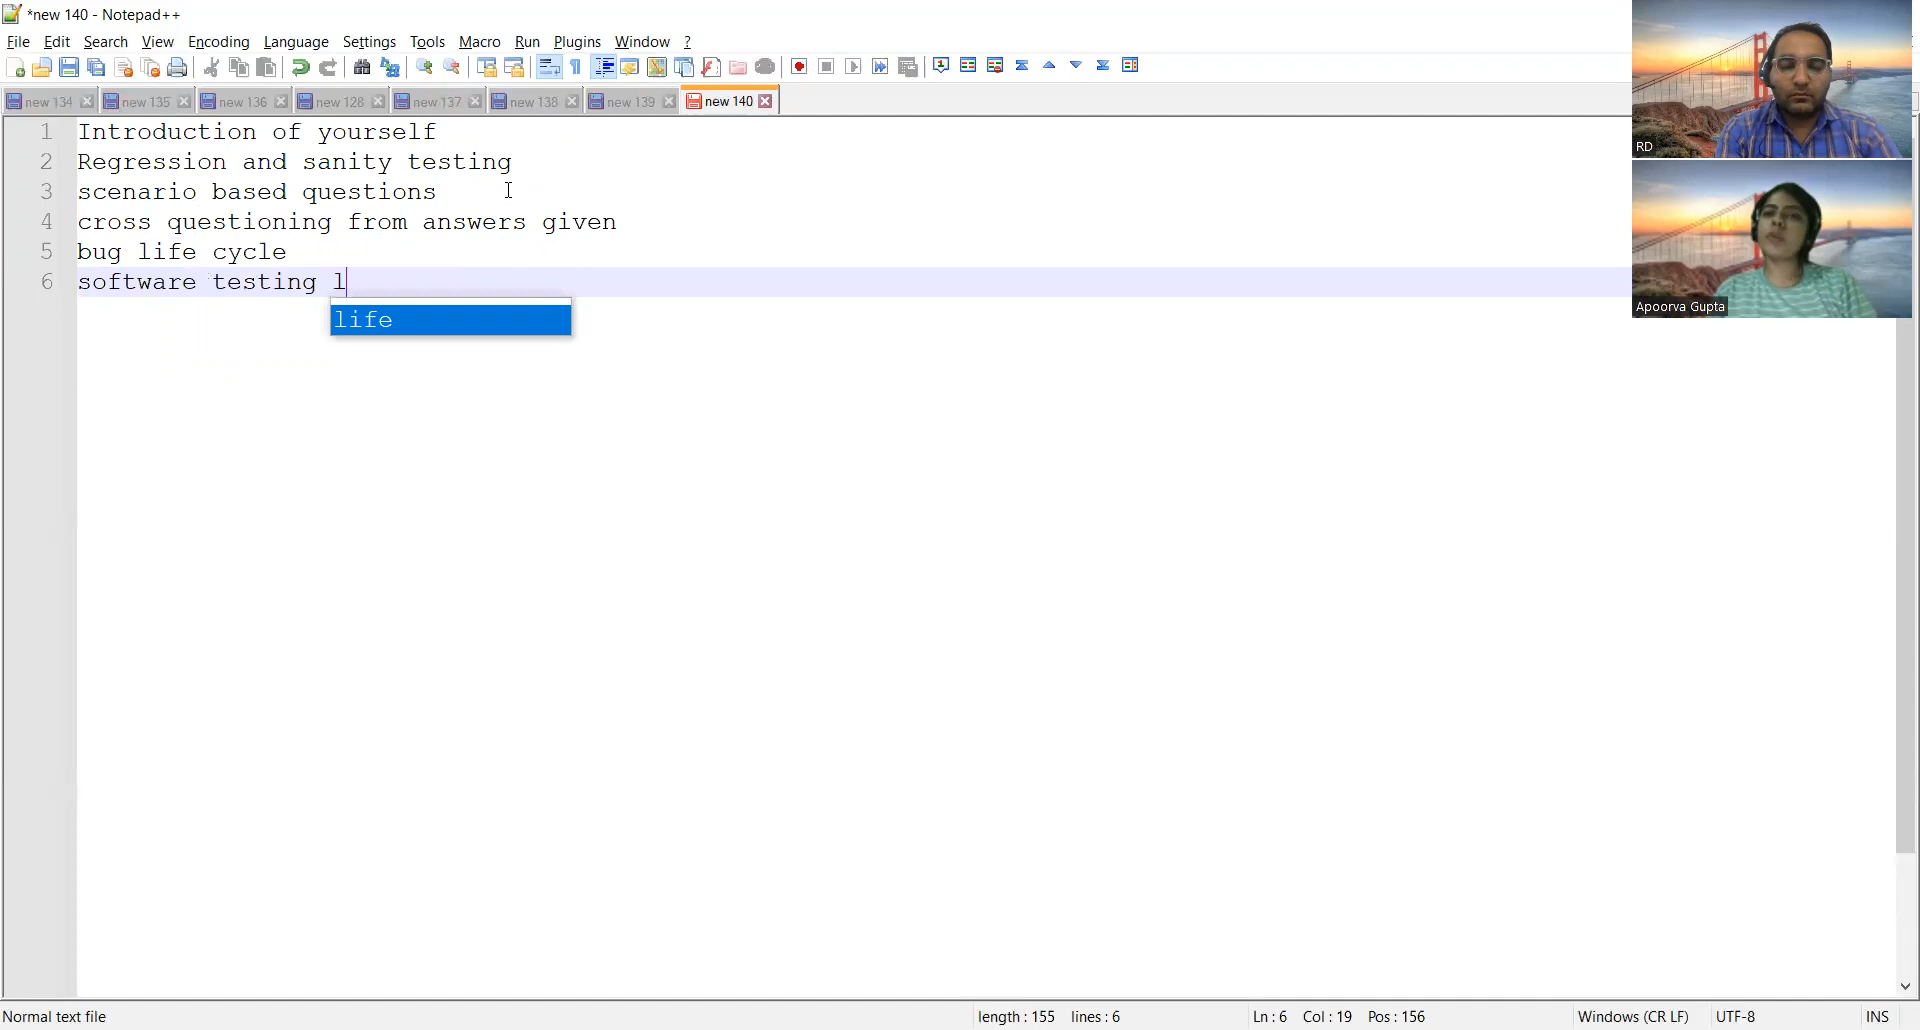 *new 140 - Notepad++
File Edit Search View Encoding Language Settings Tools Macro Run Plugins Window ?
new 134 new 135 new 136 new 128 new 137 new 138 new 139 new 140
1 Introduction of yourself
2 Regression and sanity testing
3 scenario based questions
4 cross questioning from answers given
5 bug life cycle
6 software testing l
life
RD
Apoorva Gupta
Normal text file length : 155 lines : 6 Ln : 6 Col : 19 Pos : 156 Windows (CR LF) UTF-8 INS